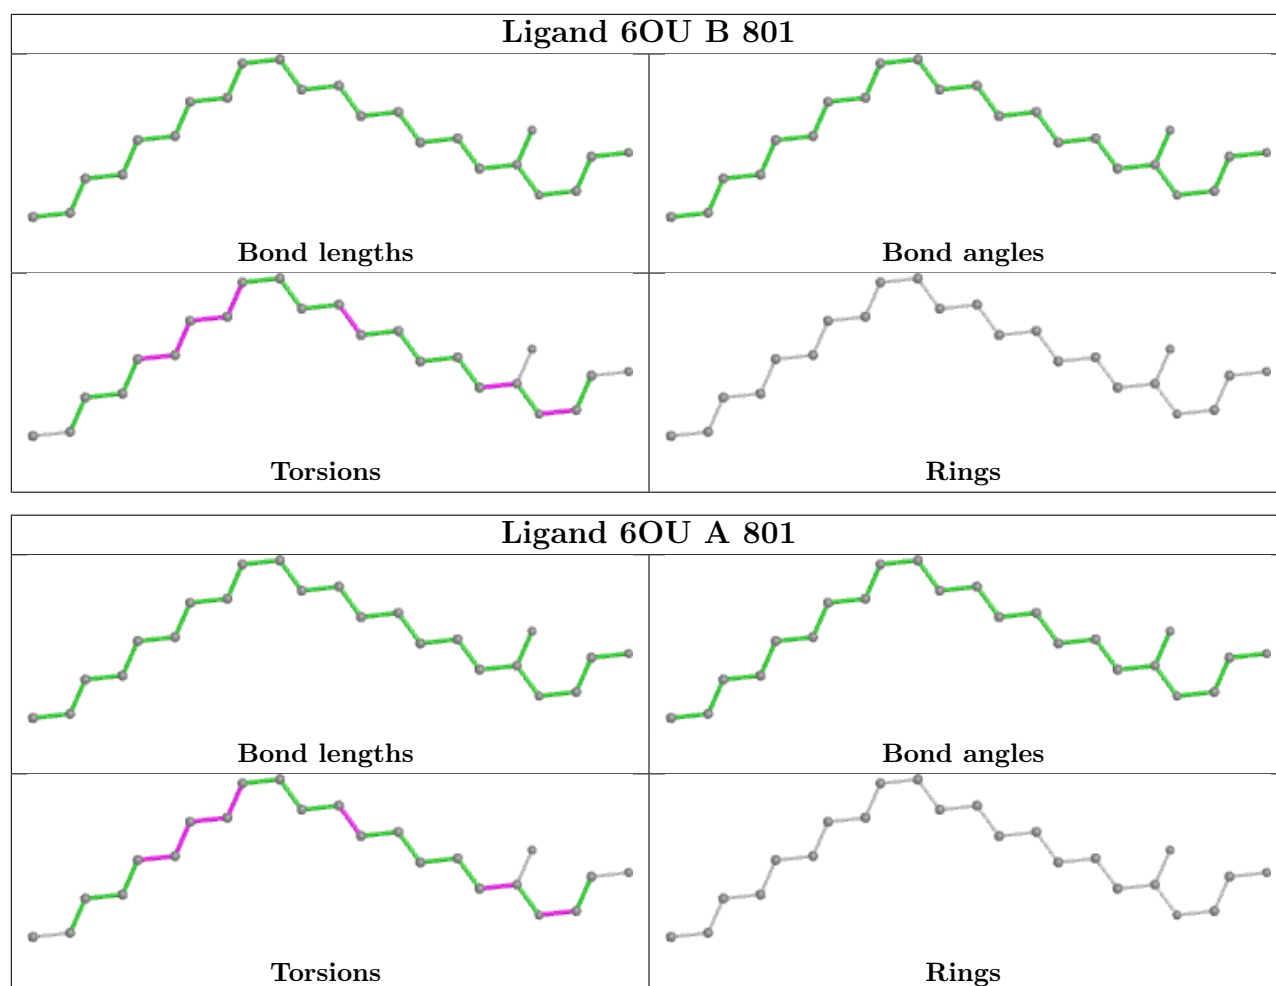 Ligand 6OU B 801
Bond lengths
Bond angles
Torsions
Rings
Ligand 6OU A 801
Bond lengths
Bond angles
Torsions
Rings